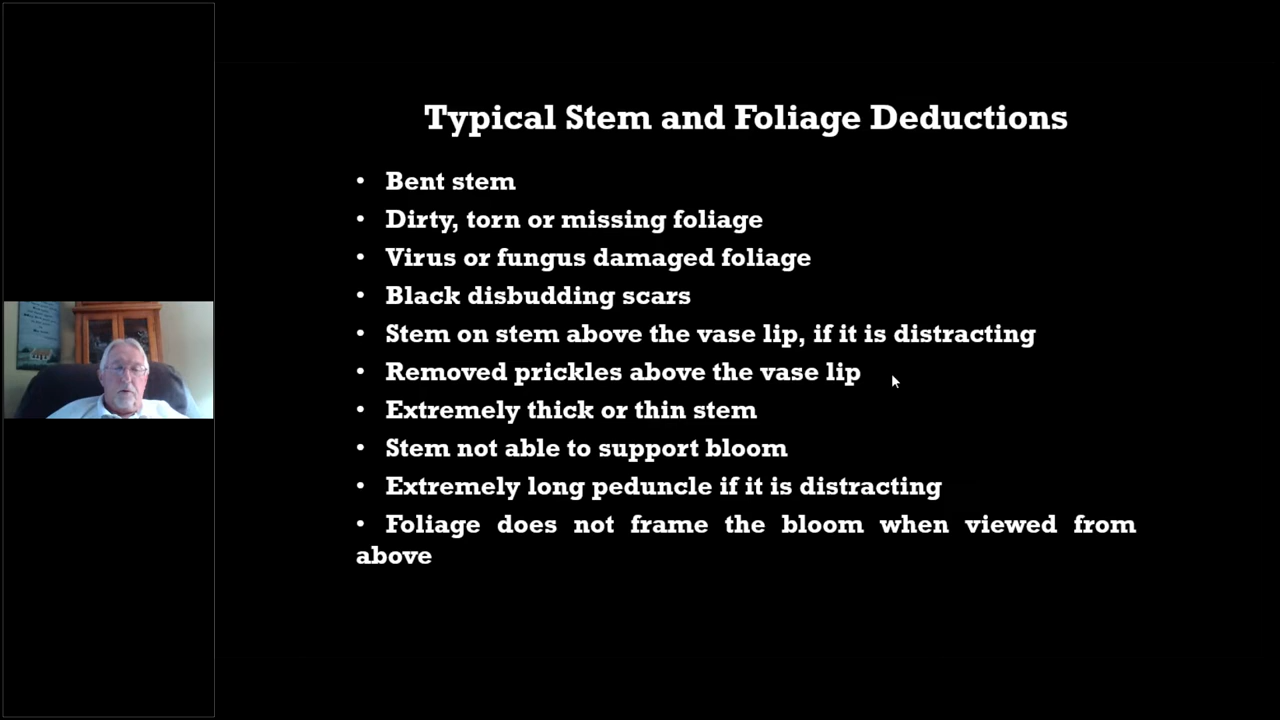 Typical Stem and Foliage Deductions
• Bent stem
• Dirty, torn or missing foliage
• Virus or fungus damaged foliage
• Black disbudding scars
• Stem on stem above the vase lip, if it is distracting
• Removed prickles above the vase lip
• Extremely thick or thin stem
• Stem not able to support bloom
• Extremely long peduncle if it is distracting
• Foliage does not frame the bloom when viewed from
above